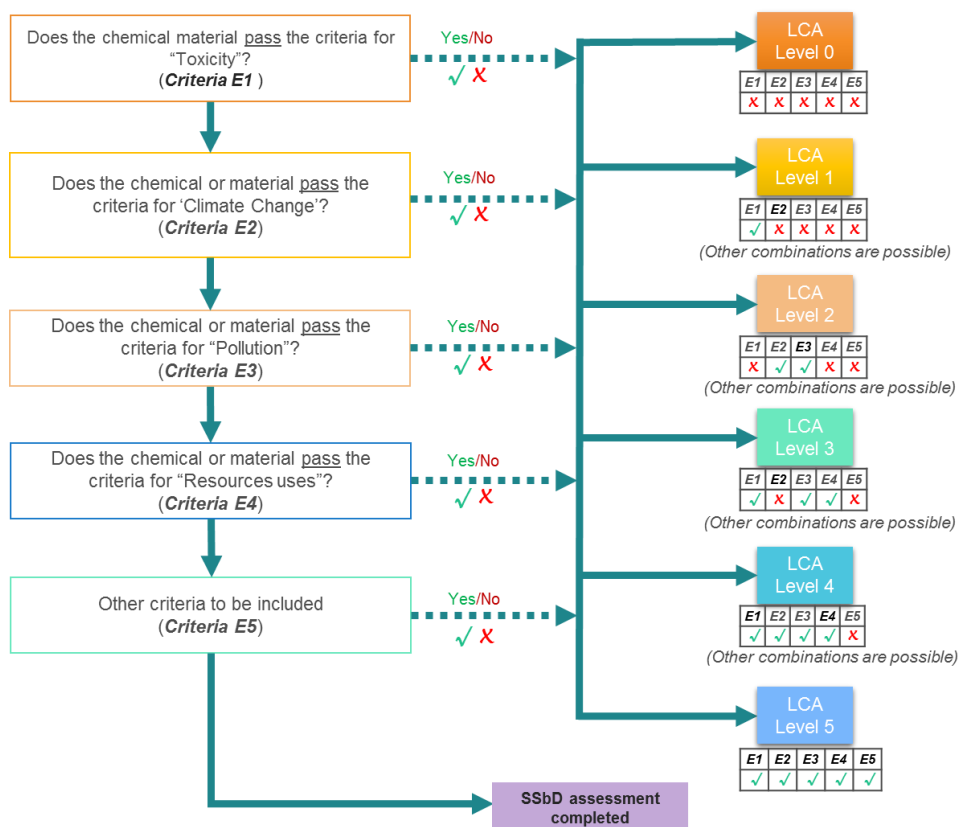 Does the chemical material pass the criteria for
“Toxicity”?
(Criteria E1 )
Yes/No
✓ X
LCA
Level 0
E1 E2 E3 E4 E5
X X X X X
Does the chemical or material pass the
criteria for ‘Climate Change’?
(Criteria E2)
Yes/No
✓ X
LCA
Level 1
E1 E2 E3 E4 E5
✓ X X X X
(Other combinations are possible)
Does the chemical or material pass the
criteria for “Pollution”?
(Criteria E3)
Yes/No
✓ X
LCA
Level 2
E1 E2 E3 E4 E5
X ✓ ✓ X X
(Other combinations are possible)
Does the chemical or material pass the
criteria for “Resources uses”?
(Criteria E4)
Yes/No
✓ X
LCA
Level 3
E1 E2 E3 E4 E5
✓ X ✓ ✓ X
(Other combinations are possible)
Other criteria to be included
(Criteria E5)
Yes/No
✓ X
LCA
Level 4
E1 E2 E3 E4 E5
✓ ✓ ✓ ✓ X
(Other combinations are possible)
LCA
Level 5
E1 E2 E3 E4 E5
✓ ✓ ✓ ✓ ✓
SSbD assessment
completed